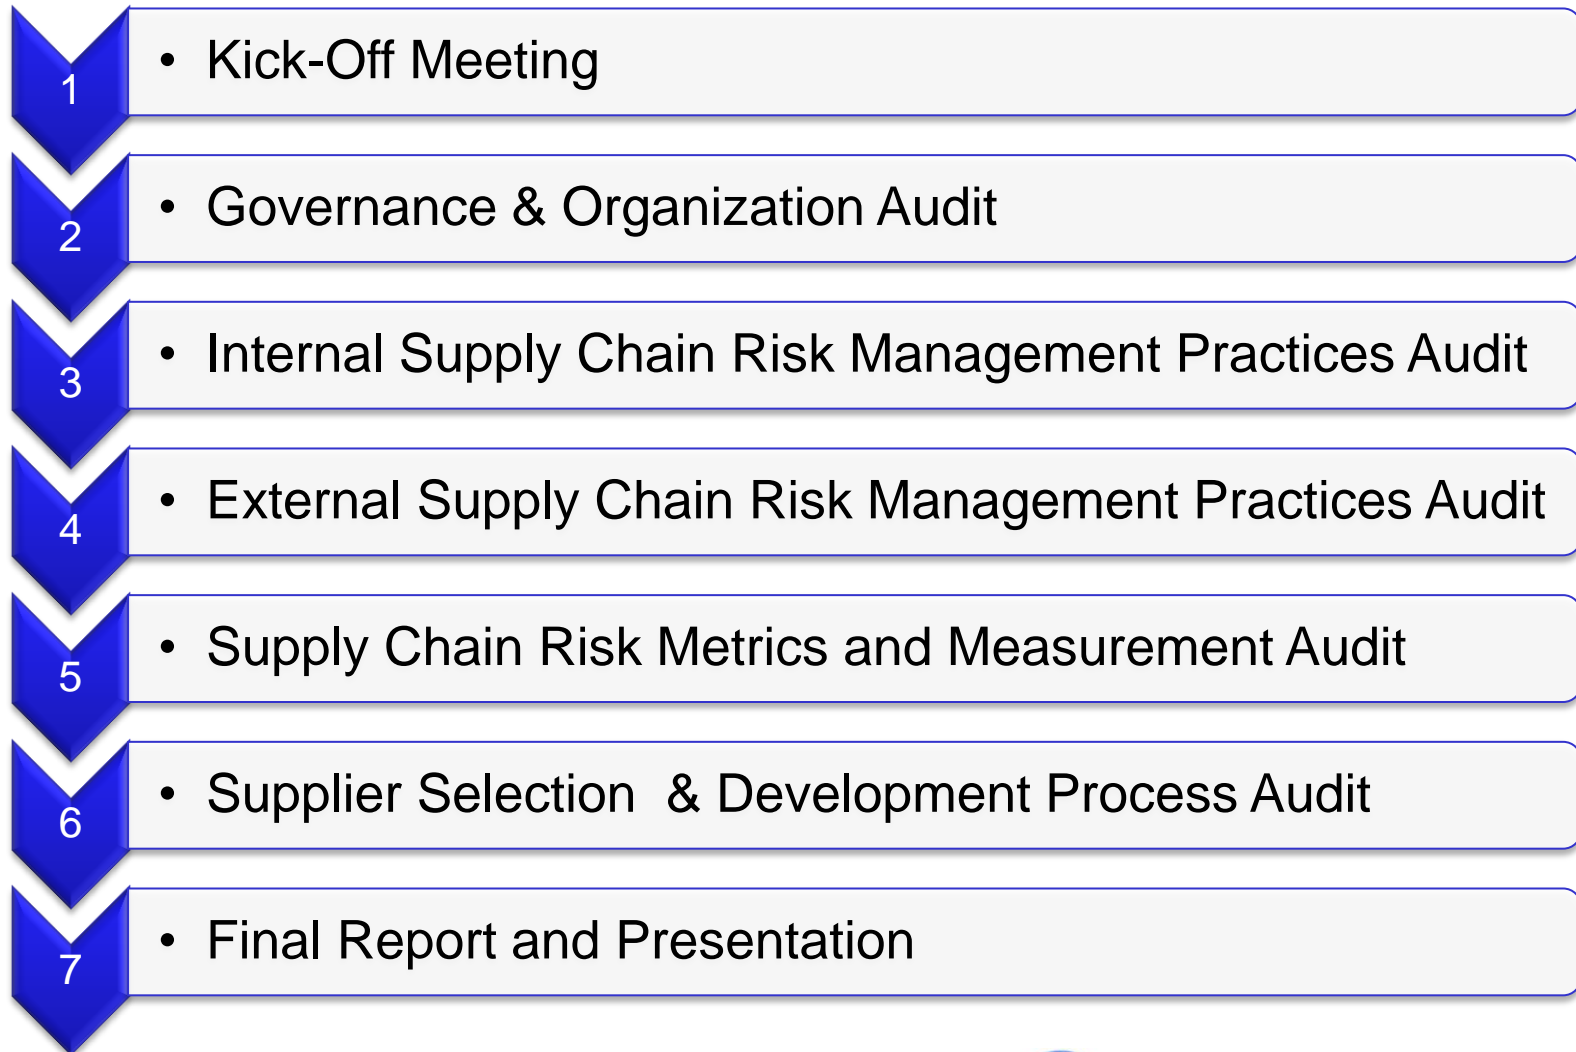 1
• Kick-Off Meeting
2
• Governance & Organization Audit
3
• Internal Supply Chain Risk Management Practices Audit
4
• External Supply Chain Risk Management Practices Audit
5
• Supply Chain Risk Metrics and Measurement Audit
6
• Supplier Selection  & Development Process Audit
7
• Final Report and Presentation